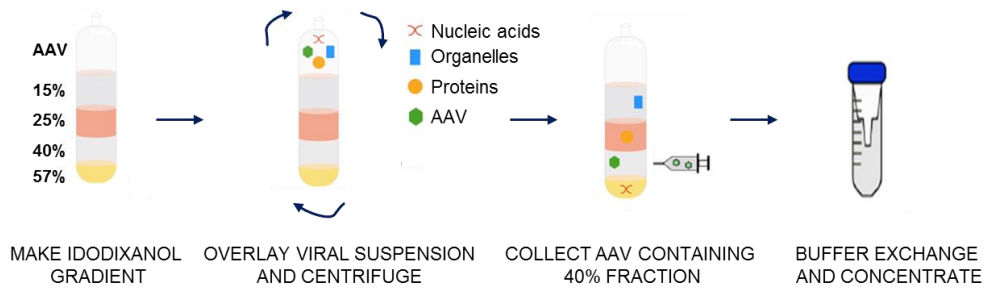 AAV
15%
25%
40%
57%
Nucleic acids
Organelles
Proteins
AAV
MAKE IDODIXANOL
GRADIENT
OVERLAY VIRAL SUSPENSION
AND CENTRIFUGE
COLLECT AAV CONTAINING
40% FRACTION
BUFFER EXCHANGE
AND CONCENTRATE